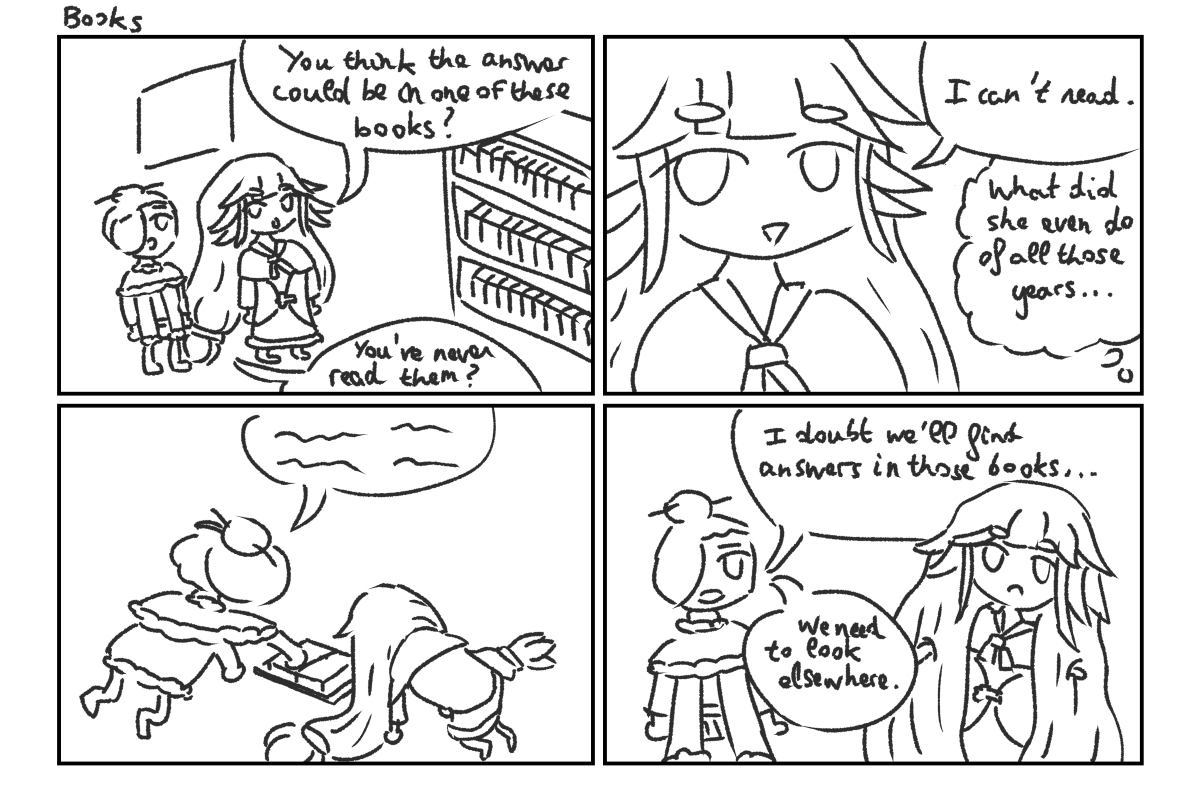 Books
You think the answer
could be in one of these
books?
You've never
read them?
I can't read.
What did
she even do
of all those
years...
I doubt we'll find
answers in those books...
We need
to look
elsewhere.